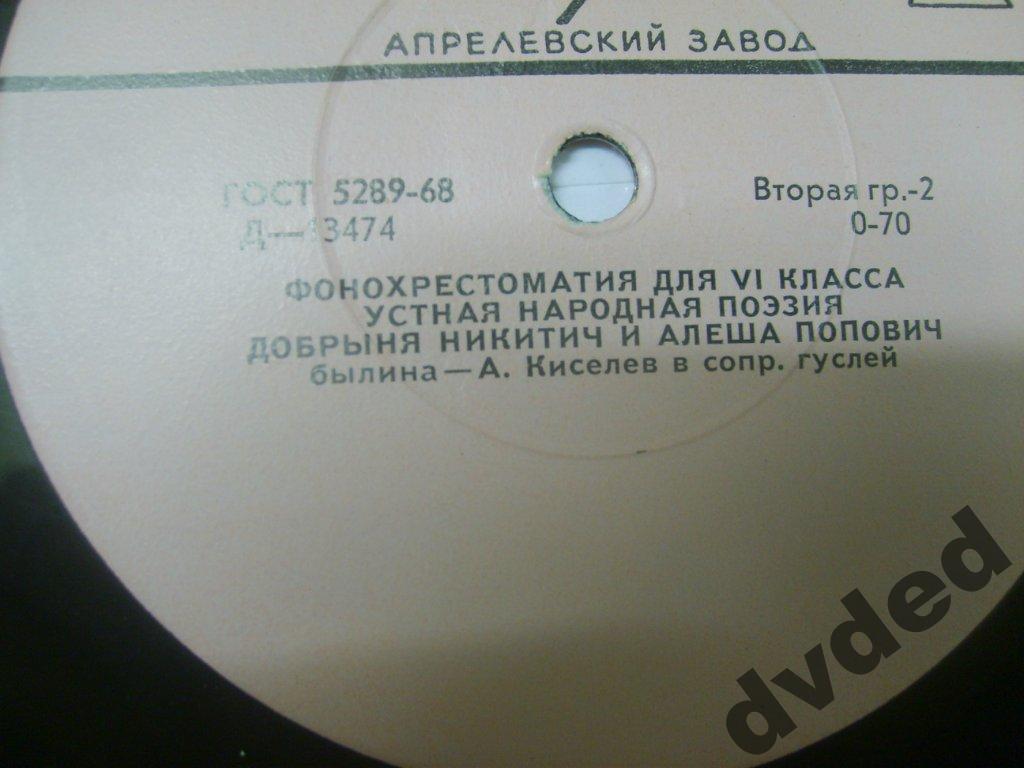 АПРЕЛЕВСКИЙ ЗАВОД
ГОСТ 5289-68
Вторая гр.-2
Д—13474
0-70
ФОНОХРЕСТОМАТИЯ ДЛЯ VI КЛАССА
УСТНАЯ НАРОДНАЯ ПОЭЗИЯ
ДОБРЫНЯ НИКИТИЧ И АЛЕША ПОПОВИЧ
былина — А. Киселев в сопр. гуслей
dvded